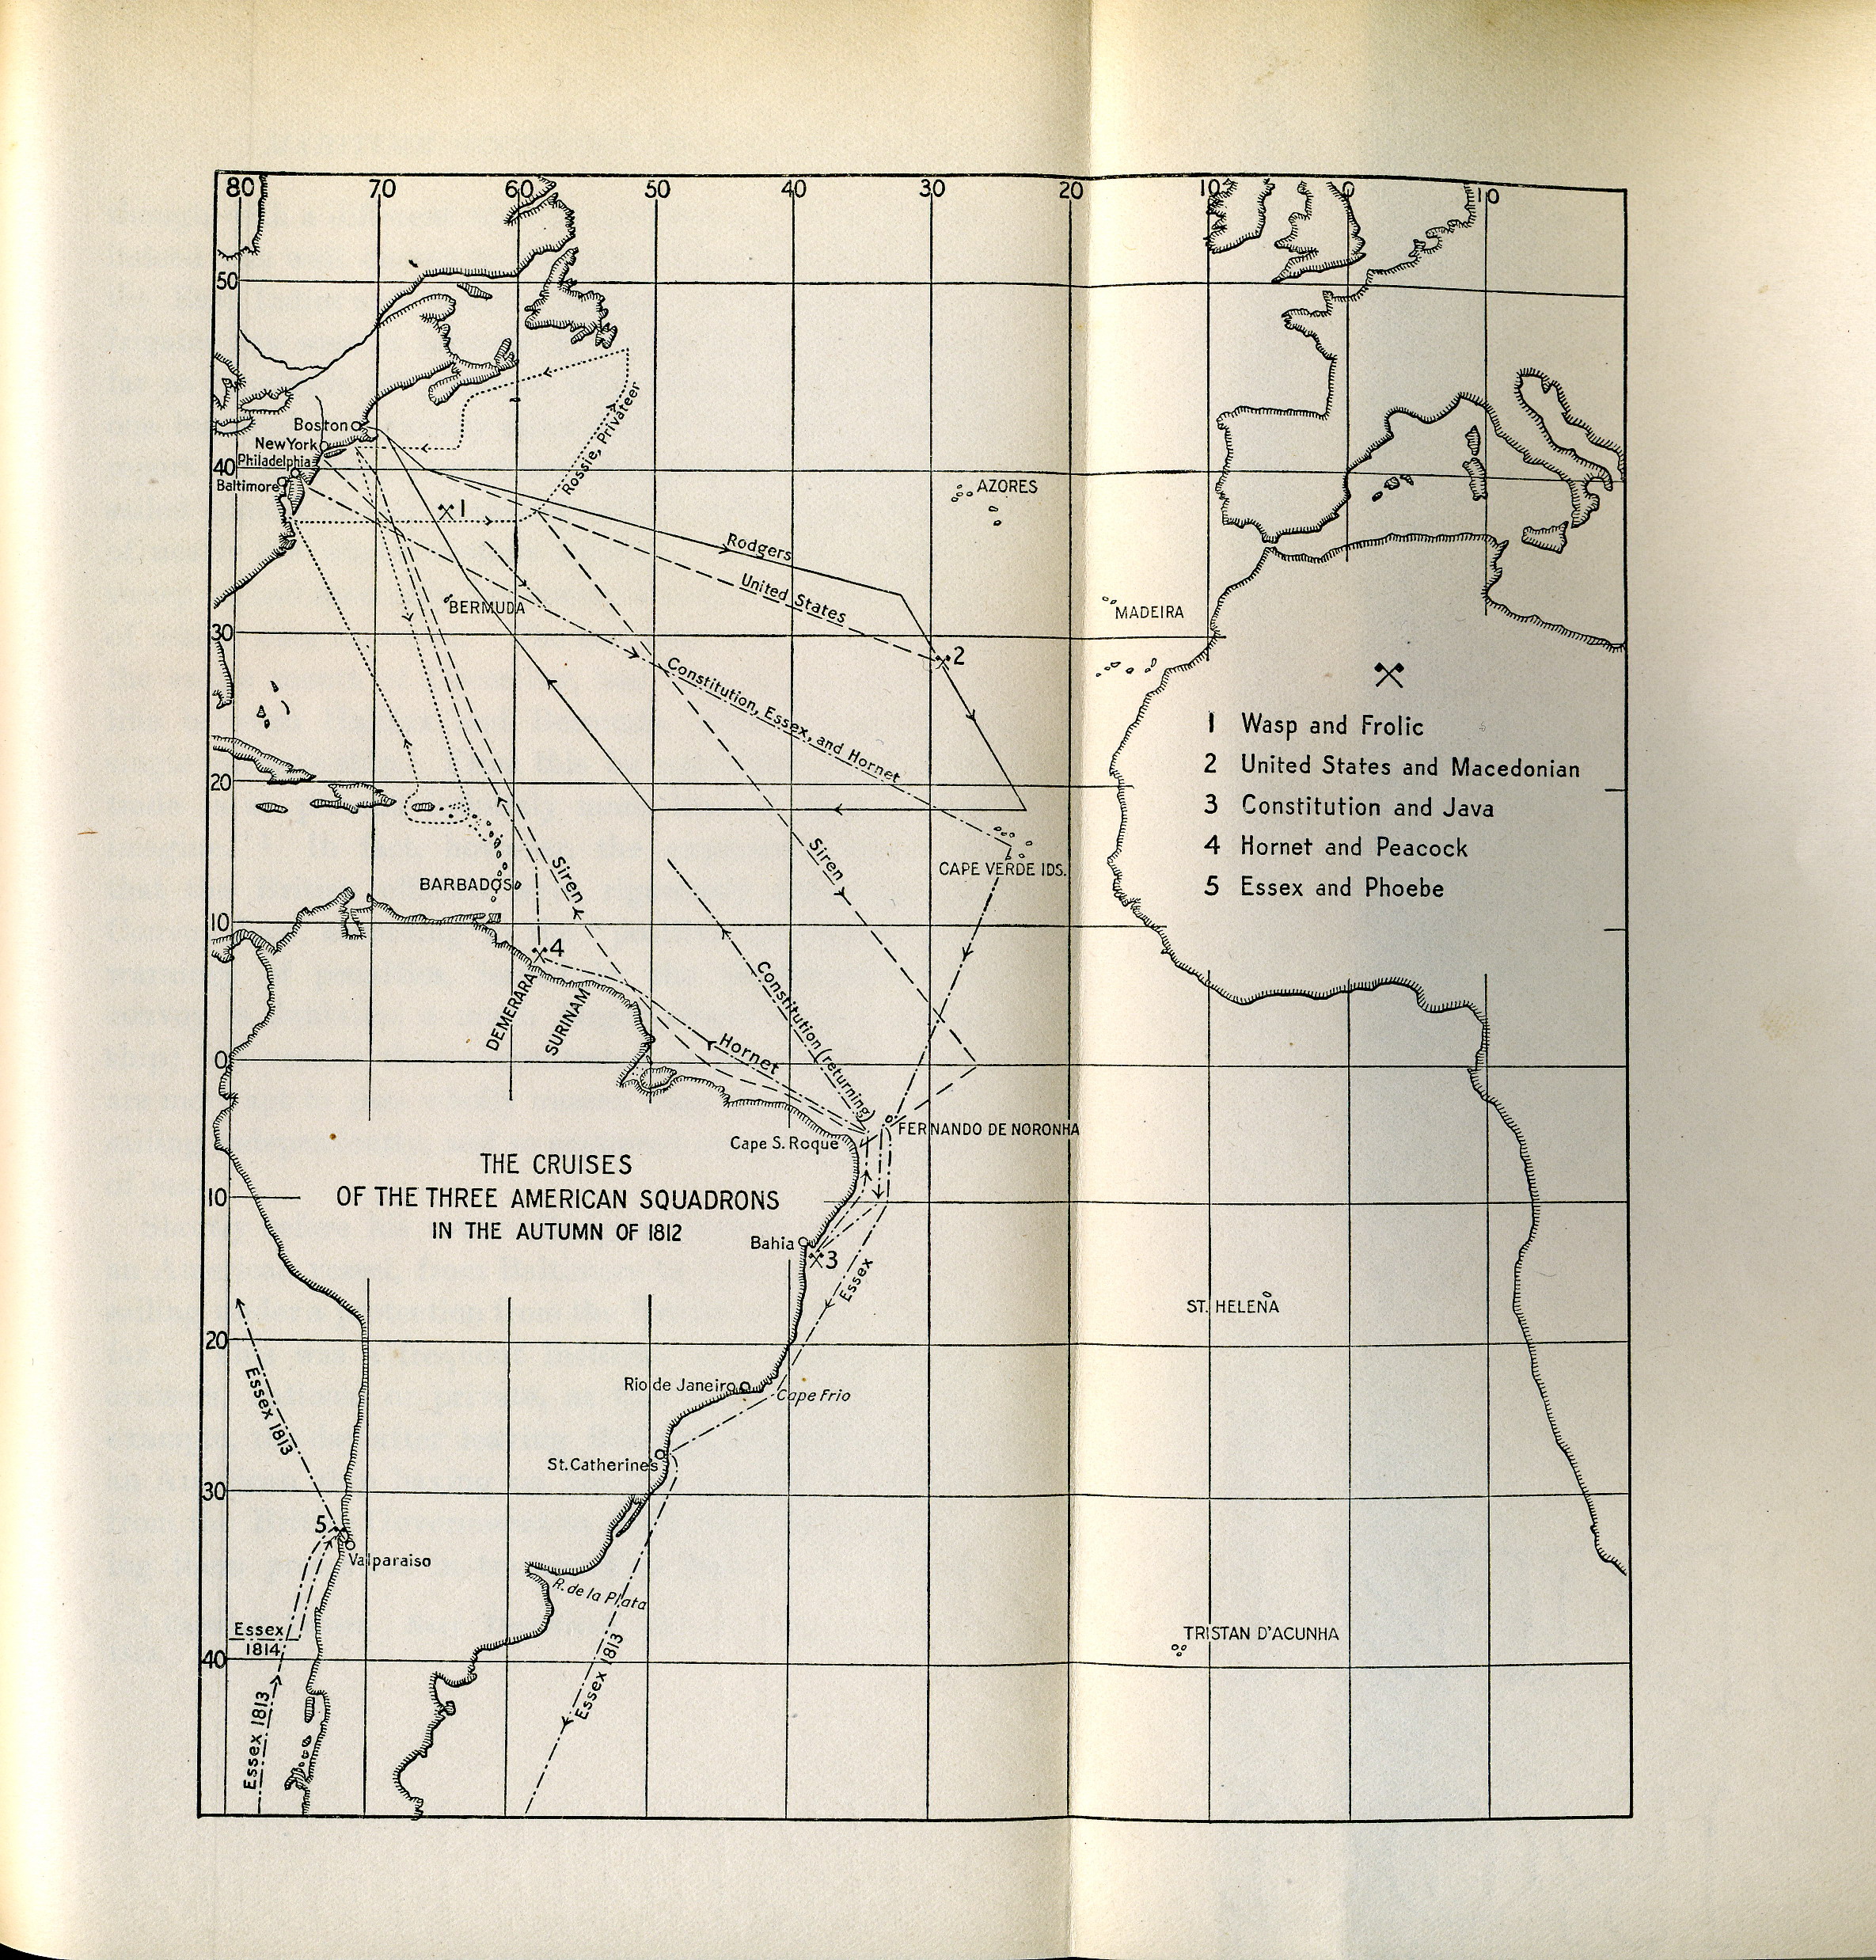 80 70 60 50 40 30 20 10 0 10
50
Boston
New York
Philadelphia
40
Baltimore
Rossie, Privateer
1
AZORES
Rodgers
United States
BERMUDA
MADEIRA
30
2
Constitution, Essex, and Hornet
1 Wasp and Frolic
2 United States and Macedonian
3 Constitution and Java
4 Hornet and Peacock
5 Essex and Phoebe
20
Siren
Siren
CAPE VERDE IDS.
BARBADOS
10
4
DEMERARA
SURINAM
Constitution (returning)
Hornet
0
FERNANDO DE NORONHA
Cape S. Roque
THE CRUISES
OF THE THREE AMERICAN SQUADRONS
IN THE AUTUMN OF 1812
10
Bahia
3
Essex
ST. HELENA
20
Essex 1813
Rio de Janeiro
Cape Frio
St. Catherine's
30
5
Valparaiso
R. de la Plata
Essex
1814
TRISTAN D'ACUNHA
40
Essex 1813
Essex 1813